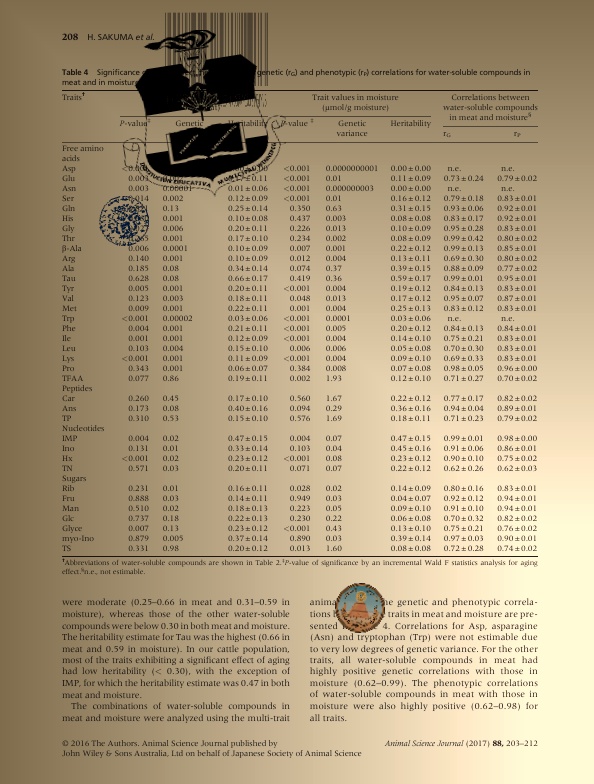 208 H. SAKUMA et al.
Table 4 Significance genetic (rG) and phenotypic (rP) correlations for water-soluble compounds in
meat and in moisture
Traits† Trait values in moisture Correlations between
(μmol/g moisture) water-soluble compounds
in meat and moisture§
P-value‡ Genetic Heritability P-value ‡ Genetic Heritability rG rP
variance
Free amino
acids
Asp <0.001 0.0000000001 0.00±0.00 n.e. n.e.
Glu 0.003 <0.001 0.01 0.11±0.09 0.73±0.24 0.79±0.02
Asn 0.003 0.00001 0.01±0.06 <0.001 0.000000003 0.00±0.00 n.e. n.e.
Ser 0.014 0.002 0.12±0.09 <0.001 0.01 0.16±0.12 0.79±0.18 0.83±0.01
Gln 0.13 0.25±0.14 0.350 0.63 0.31±0.15 0.93±0.06 0.92±0.01
His 0.001 0.10±0.08 0.437 0.003 0.08±0.08 0.83±0.17 0.92±0.01
Gly 0.006 0.20±0.11 0.226 0.013 0.10±0.09 0.95±0.28 0.83±0.01
Thr 0.001 0.17±0.10 0.234 0.002 0.08±0.09 0.99±0.42 0.80±0.02
β-Ala 0.006 0.0001 0.10±0.09 0.007 0.001 0.22±0.12 0.99±0.13 0.85±0.01
Arg 0.140 0.001 0.10±0.09 0.012 0.004 0.13±0.11 0.69±0.30 0.80±0.02
Ala 0.185 0.08 0.34±0.14 0.074 0.37 0.39±0.15 0.88±0.09 0.77±0.02
Tau 0.628 0.08 0.66±0.17 0.419 0.36 0.59±0.17 0.99±0.01 0.95±0.01
Tyr 0.005 0.001 0.20±0.11 <0.001 0.004 0.19±0.12 0.84±0.13 0.83±0.01
Val 0.123 0.003 0.18±0.11 0.048 0.013 0.17±0.12 0.95±0.07 0.87±0.01
Met 0.009 0.001 0.22±0.11 0.001 0.004 0.25±0.13 0.83±0.12 0.83±0.01
Trp <0.001 0.00002 0.03±0.06 <0.001 0.0001 0.03±0.06 n.e. n.e.
Phe 0.004 0.001 0.21±0.11 <0.001 0.005 0.20±0.12 0.84±0.13 0.84±0.01
Ile 0.001 0.001 0.12±0.09 <0.001 0.004 0.14±0.10 0.75±0.21 0.83±0.01
Leu 0.103 0.004 0.15±0.10 0.006 0.006 0.05±0.08 0.70±0.30 0.83±0.01
Lys <0.001 0.001 0.11±0.09 <0.001 0.004 0.09±0.10 0.69±0.33 0.83±0.01
Pro 0.343 0.001 0.06±0.07 0.384 0.008 0.07±0.08 0.98±0.05 0.96±0.00
TFAA 0.077 0.86 0.19±0.11 0.002 1.93 0.12±0.10 0.71±0.27 0.70±0.02
Peptides
Car 0.260 0.45 0.17±0.10 0.560 1.67 0.22±0.12 0.77±0.17 0.82±0.02
Ans 0.173 0.08 0.40±0.16 0.094 0.29 0.36±0.16 0.94±0.04 0.89±0.01
TP 0.310 0.53 0.15±0.10 0.576 1.69 0.18±0.11 0.71±0.23 0.79±0.02
Nucleotides
IMP 0.004 0.02 0.47±0.15 0.004 0.07 0.47±0.15 0.99±0.01 0.98±0.00
Ino 0.131 0.01 0.33±0.14 0.103 0.04 0.45±0.16 0.91±0.06 0.86±0.01
Hx <0.001 0.02 0.23±0.12 <0.001 0.08 0.23±0.12 0.90±0.10 0.75±0.02
TN 0.571 0.03 0.20±0.11 0.071 0.07 0.22±0.12 0.62±0.26 0.62±0.03
Sugars
Rib 0.231 0.01 0.16±0.11 0.028 0.02 0.14±0.09 0.80±0.16 0.83±0.01
Fru 0.888 0.03 0.14±0.11 0.949 0.03 0.04±0.07 0.92±0.12 0.94±0.01
Man 0.510 0.02 0.18±0.13 0.223 0.05 0.09±0.10 0.91±0.10 0.94±0.01
Glc 0.737 0.18 0.22±0.13 0.230 0.22 0.06±0.08 0.70±0.32 0.82±0.02
Glyce 0.007 0.13 0.23±0.12 <0.001 0.43 0.13±0.10 0.75±0.21 0.76±0.02
myo-Ino 0.879 0.005 0.37±0.14 0.890 0.03 0.39±0.14 0.97±0.03 0.90±0.01
TS 0.331 0.98 0.20±0.12 0.013 1.60 0.08±0.08 0.72±0.28 0.74±0.02
†Abbreviations of water-soluble compounds are shown in Table 2.‡P-value of significance by an incremental Wald F statistics analysis for aging
effect.§n.e., not estimable.
were moderate (0.25–0.66 in meat and 0.31–0.59 in
moisture), whereas those of the other water-soluble
compounds were below 0.30 in both meat and moisture.
The heritability estimate for Tau was the highest (0.66 in
meat and 0.59 in moisture). In our cattle population,
most of the traits exhibiting a significant effect of aging
had low heritability (< 0.30), with the exception of
IMP, for which the heritability estimate was 0.47 in both
meat and moisture.
The combinations of water-soluble compounds in
meat and moisture were analyzed using the multi-trait
genetic and phenotypic correla-
tions traits in meat and moisture are pre-
sented 4. Correlations for Asp, asparagine
(Asn) and tryptophan (Trp) were not estimable due
to very low degrees of genetic variance. For the other
traits, all water-soluble compounds in meat had
highly positive genetic correlations with those in
moisture (0.62–0.99). The phenotypic correlations
of water-soluble compounds in meat with those in
moisture were also highly positive (0.62–0.98) for
all traits.
© 2016 The Authors. Animal Science Journal published by
John Wiley & Sons Australia, Ltd on behalf of Japanese Society of Animal Science
Animal Science Journal (2017) 88, 203–212